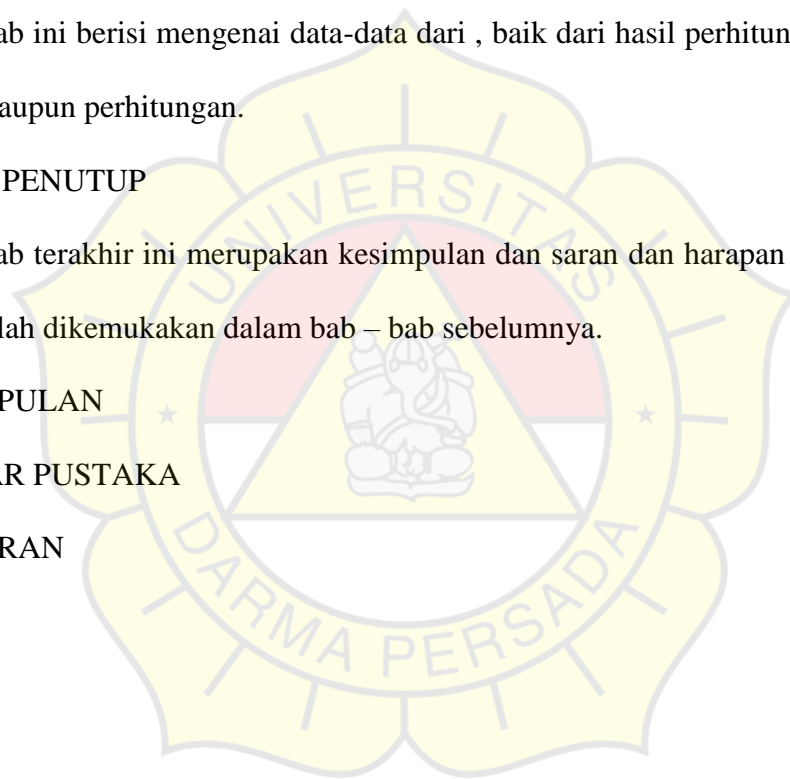 ab ini berisi mengenai data-data dari , baik dari hasil perhitun
aupun perhitungan.
PENUTUP
ab terakhir ini merupakan kesimpulan dan saran dan harapan
lah dikemukakan dalam bab – bab sebelumnya.
PULAN
AR PUSTAKA
RAN
UNIVERSITAS
DARMA PERSADA